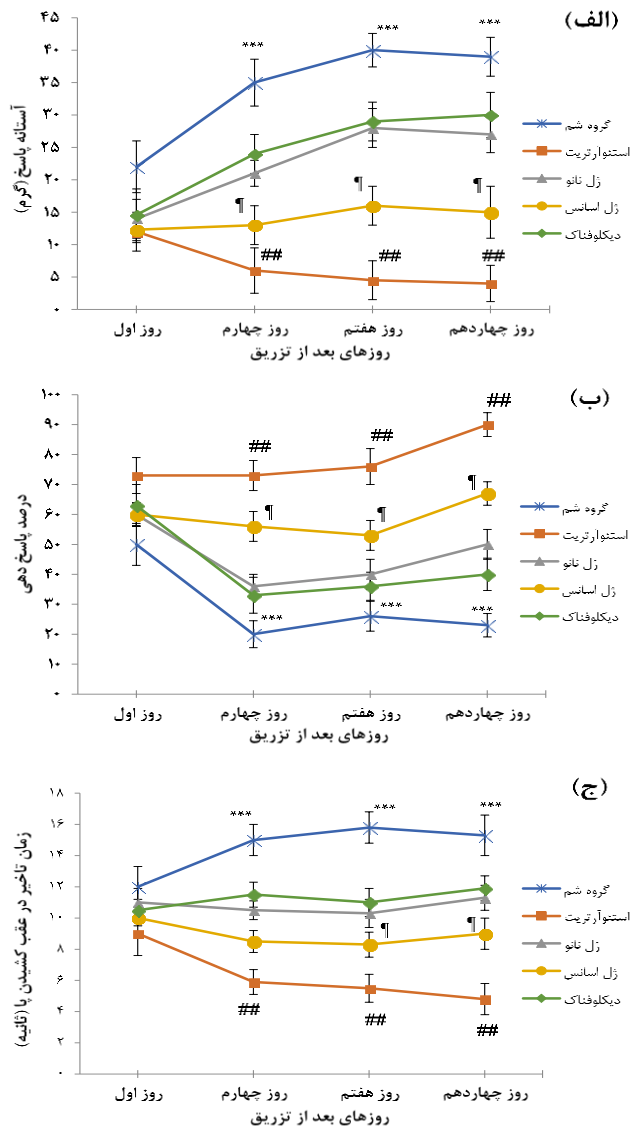 (الف)
آستانه پاسخ (گرم)
۴۵
۴۰
۳۵
۳۰
۲۵
۲۰
۱۵
۱۰
۵
۰
*** *** ***
¶ ¶ ¶
## ## ##
گروه شم
استئوارتریت
ژل نانو
ژل اسانس
دیکلوفناک
روز اول روز چهارم روز هفتم روز چهاردهم
روزهای بعد از تزریق
(ب)
درصد پاسخ دهی
۱۰۰
۹۰
۸۰
۷۰
۶۰
۵۰
۴۰
۳۰
۲۰
۱۰
۰
## ## ##
¶ ¶ ¶
*** *** ***
گروه شم
استئوارتریت
ژل نانو
ژل اسانس
دیکلوفناک
روز اول روز چهارم روز هفتم روز چهاردهم
روزهای بعد از تزریق
(ج)
زمان تاخیر در عقب کشیدن پا (ثانیه)
۱۸
۱۶
۱۴
۱۲
۱۰
۸
۶
۴
۲
۰
*** *** ***
¶ ¶
## ## ##
گروه شم
استئوآرتریت
ژل نانو
ژل اسانس
دیکلوفناک
روز اول روز چهارم روز هفتم روز چهاردهم
روزهای بعد از تزریق